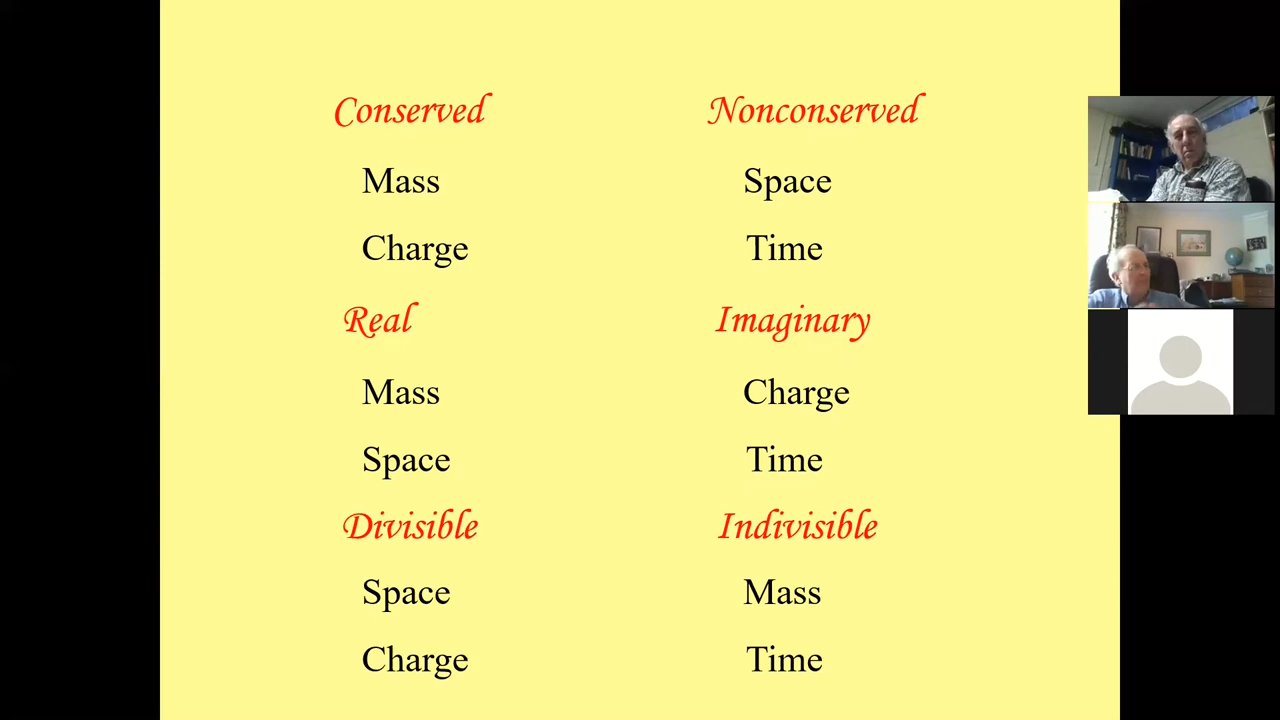 Conserved Nonconserved
Mass Space
Charge Time
Real Imaginary
Mass Charge
Space Time
Divisible Indivisible
Space Mass
Charge Time